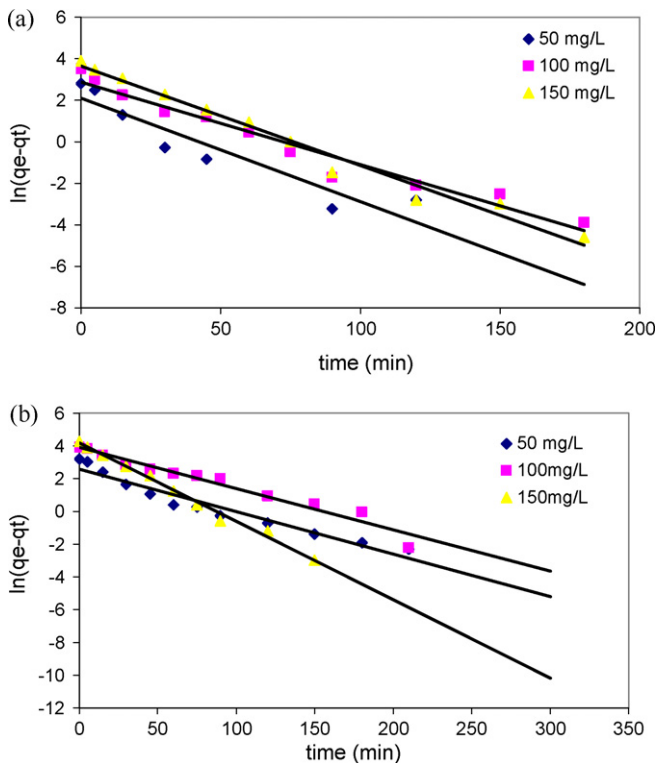 (a)
6
4
2
0
-2
-4
-6
-8
ln(qe-qt)
50 mg/L
100 mg/L
150 mg/L
0 50 100 150 200
time (min)
(b)
6
4
2
0
-2
-4
-6
-8
-10
-12
ln(qe-qt)
50 mg/L
100mg/L
150mg/L
0 50 100 150 200 250 300 350
time (min)